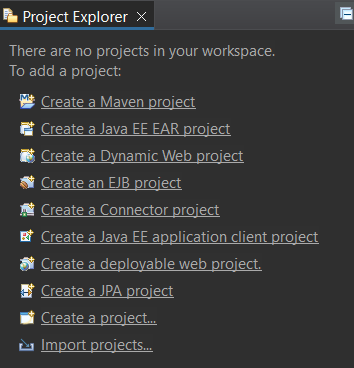 Project Explorer
There are no projects in your workspace.
To add a project:
Create a Maven project
Create a Java EE EAR project
Create a Dynamic Web project
Create an EJB project
Create a Connector project
Create a Java EE application client project
Create a deployable web project.
Create a JPA project
Create a project...
Import projects...